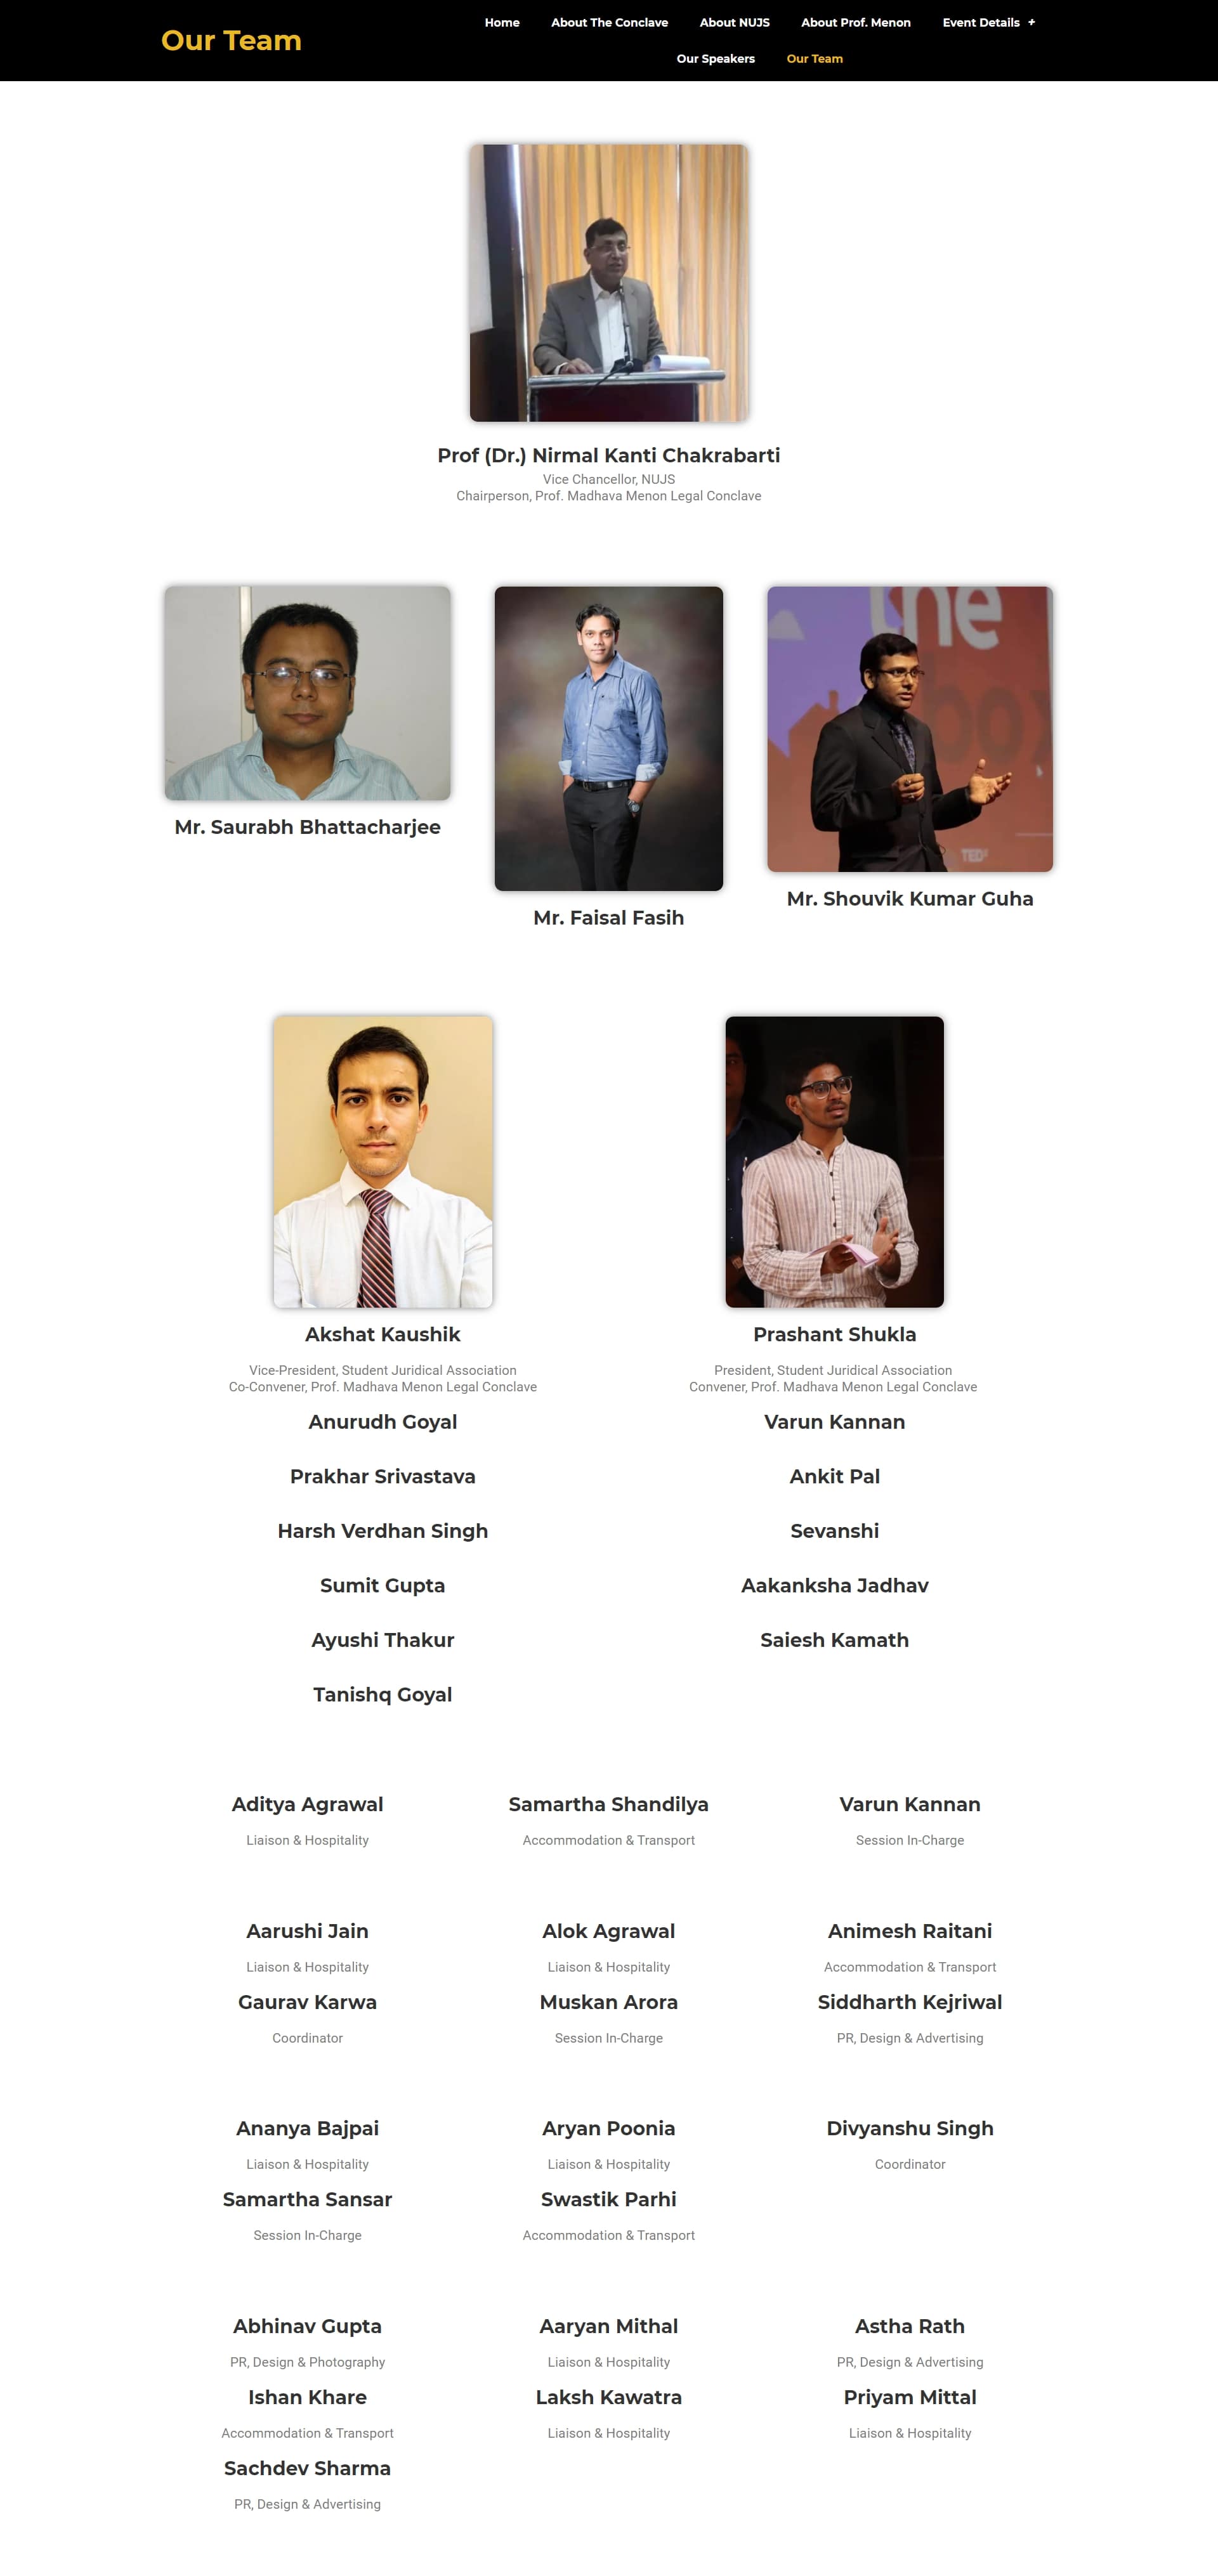 Our Team
Home About The Conclave About NUJS About Prof. Menon Event Details +
Our Speakers Our Team
Prof (Dr.) Nirmal Kanti Chakrabarti
Vice Chancellor, NUJS
Chairperson, Prof. Madhava Menon Legal Conclave
the
box
TEDx
Mr. Saurabh Bhattacharjee
Mr. Faisal Fasih
Mr. Shouvik Kumar Guha
Akshat Kaushik
Vice-President, Student Juridical Association
Co-Convener, Prof. Madhava Menon Legal Conclave
Prashant Shukla
President, Student Juridical Association
Convener, Prof. Madhava Menon Legal Conclave
Anurudh Goyal
Varun Kannan
Prakhar Srivastava
Ankit Pal
Harsh Verdhan Singh
Sevanshi
Sumit Gupta
Aakanksha Jadhav
Ayushi Thakur
Saiesh Kamath
Tanishq Goyal
Aditya Agrawal
Liaison & Hospitality
Samartha Shandilya
Accommodation & Transport
Varun Kannan
Session In-Charge
Aarushi Jain
Liaison & Hospitality
Alok Agrawal
Liaison & Hospitality
Animesh Raitani
Accommodation & Transport
Gaurav Karwa
Coordinator
Muskan Arora
Session In-Charge
Siddharth Kejriwal
PR, Design & Advertising
Ananya Bajpai
Liaison & Hospitality
Aryan Poonia
Liaison & Hospitality
Divyanshu Singh
Coordinator
Samartha Sansar
Session In-Charge
Swastik Parhi
Accommodation & Transport
Abhinav Gupta
PR, Design & Photography
Aaryan Mithal
Liaison & Hospitality
Astha Rath
PR, Design & Advertising
Ishan Khare
Accommodation & Transport
Laksh Kawatra
Liaison & Hospitality
Priyam Mittal
Liaison & Hospitality
Sachdev Sharma
PR, Design & Advertising